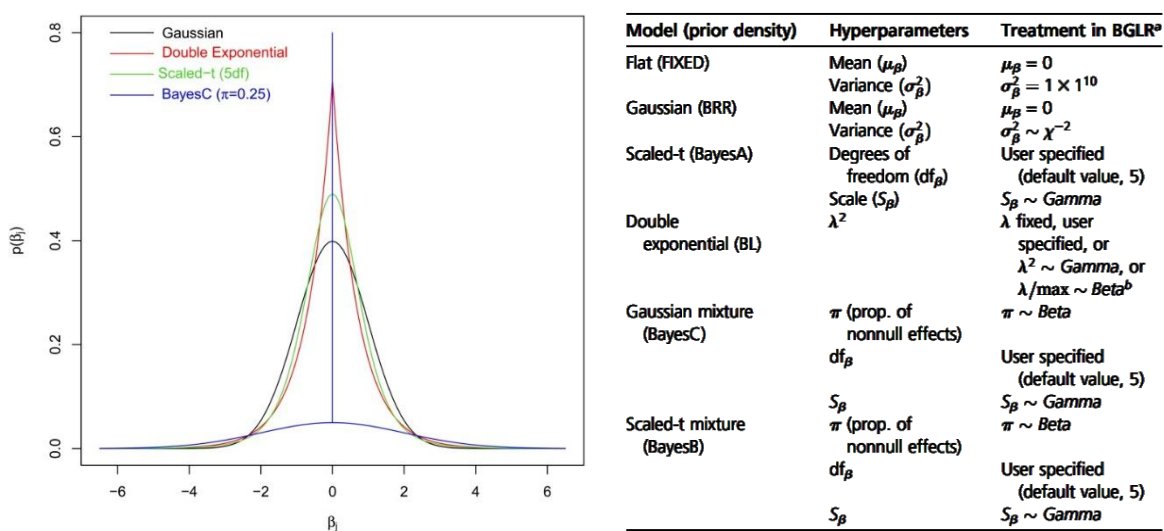 Gaussian
Double Exponential
Scaled-t (5df)
BayesC (π=0.25)
p(βj)
0.8
0.6
0.4
0.2
0.0
−6 −4 −2 0 2 4 6
βj
Model (prior density) Hyperparameters Treatment in BGLRᵃ
Flat (FIXED) Mean (μβ) μβ = 0
Variance (σ²β) σ²β = 1 × 1¹⁰
Gaussian (BRR) Mean (μβ) μβ = 0
Variance (σ²β) σ²β ~ χ⁻²
Scaled-t (BayesA) Degrees of User specified
freedom (dfβ) (default value, 5)
Scale (Sβ) Sβ ~ Gamma
Double λ² λ fixed, user
exponential (BL) specified, or
λ² ~ Gamma, or
λ/max ~ Betaᵇ
Gaussian mixture π (prop. of π ~ Beta
(BayesC) nonnull effects)
dfβ User specified
(default value, 5)
Sβ Sβ ~ Gamma
Scaled-t mixture π (prop. of π ~ Beta
(BayesB) nonnull effects)
dfβ User specified
(default value, 5)
Sβ Sβ ~ Gamma